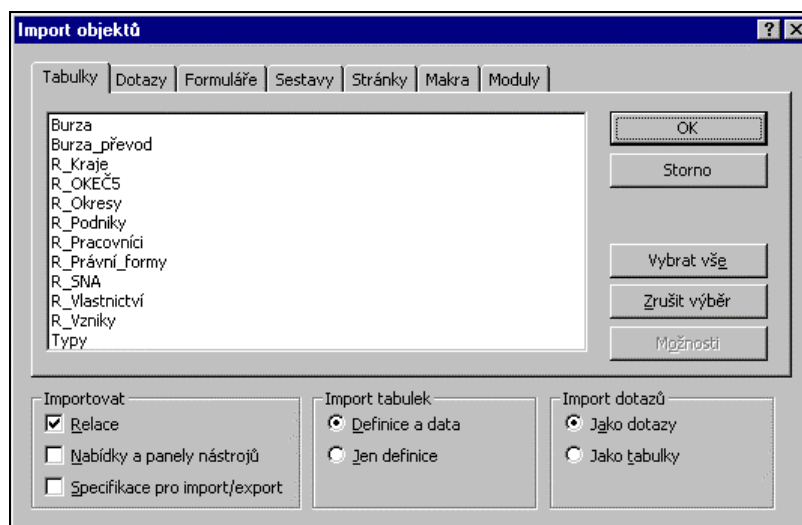 Import objektů
Tabulky Dotazy Formuláře Sestavy Stránky Makra Moduly
Burza
Burza_převod
R_Kraje
R_OKEČ5
R_Okresy
R_Podniky
R_Pracovníci
R_Právní_formy
R_SNA
R_Vlastnictví
R_Vzniky
Typy
OK
Storno
Vybrat vše
Zrušit výběr
Možnosti
Importovat
Relace
Nabídky a panely nástrojů
Specifikace pro import/export
Import tabulek
Definice a data
Jen definice
Import dotazů
Jako dotazy
Jako tabulky